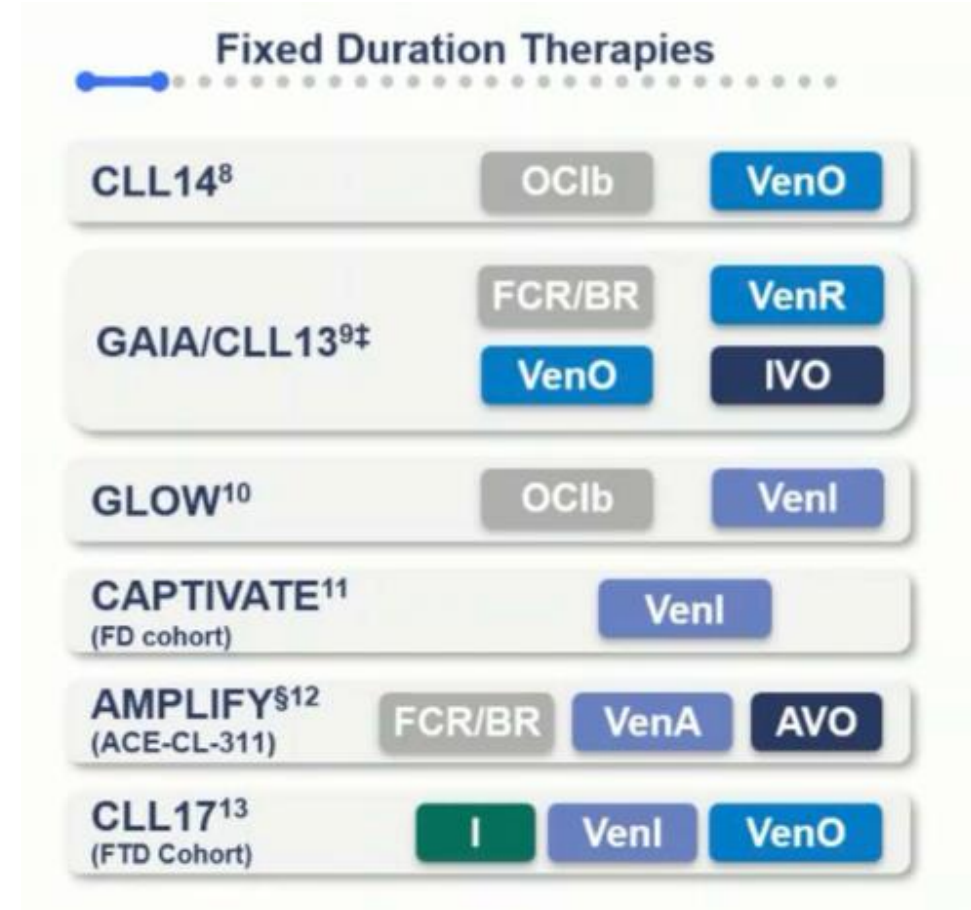 Fixed Duration Therapies
CLL14⁸ OClb VenO
GAIA/CLL13⁹‡ FCR/BR VenR
VenO IVO
GLOW¹⁰ OClb VenI
CAPTIVATE¹¹ VenI
(FD cohort)
AMPLIFY§¹² FCR/BR VenA AVO
(ACE-CL-311)
CLL17¹³ I VenI VenO
(FTD Cohort)